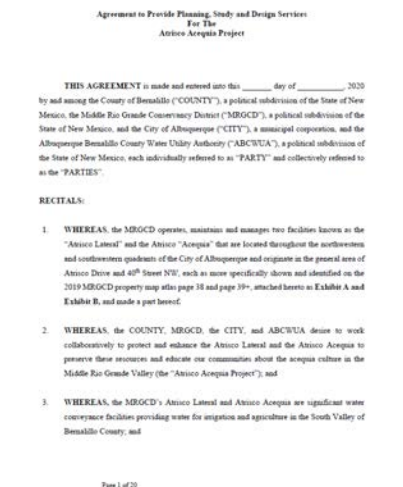 Agreement to Provide Planning, Study and Design Services
For The
Atrisco Acequia Project
THIS AGREEMENT is made and entered into this ______ day of __________, 2020
by and among the County of Bernalillo ("COUNTY"), a political subdivision of the State of New
Mexico, the Middle Rio Grande Conservancy District ("MRGCD"), a political subdivision of the
State of New Mexico, and the City of Albuquerque ("CITY"), a municipal corporation, and the
Albuquerque Bernalillo County Water Utility Authority ("ABCWUA"), a political subdivision of
the State of New Mexico, each individually referred to as "PARTY" and collectively referred to
as the "PARTIES".
RECITALS:
1. WHEREAS, the MRGCD operates, maintains and manages two facilities known as the
"Atrisco Lateral" and the Atrisco "Acequia" that are located throughout the northwestern
and southwestern quadrants of the City of Albuquerque and originate in the general area of
Atrisco Drive and 40th Street NW, each as more specifically shown and identified on the
2019 MRGCD property map atlas page 38 and page 39+, attached hereto as Exhibit A and
Exhibit B, and made a part hereof.
2. WHEREAS, the COUNTY, MRGCD, the CITY, and ABCWUA desire to work
collaboratively to protect and enhance the Atrisco Lateral and the Atrisco Acequia to
preserve these resources and educate our communities about the acequia culture in the
Middle Rio Grande Valley (the "Atrisco Acequia Project"); and
3. WHEREAS, the MRGCD's Atrisco Lateral and Atrisco Acequia are significant water
conveyance facilities providing water for irrigation and agriculture in the South Valley of
Bernalillo County; and
Page 1 of 20